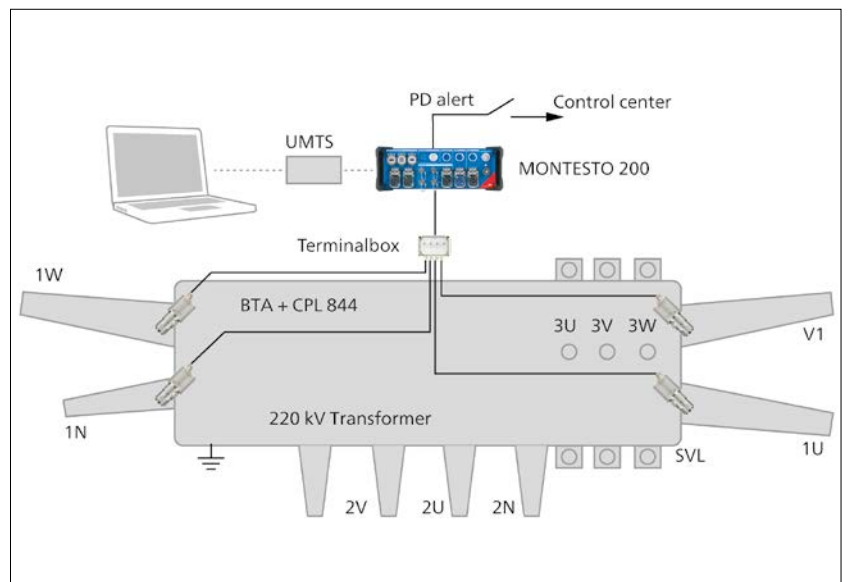 PD alert
Control center
UMTS
MONTESTO 200
Terminalbox
1W
BTA + CPL 844
3U 3V 3W
V1
1N
220 kV Transformer
1U
SVL
2V 2U 2N